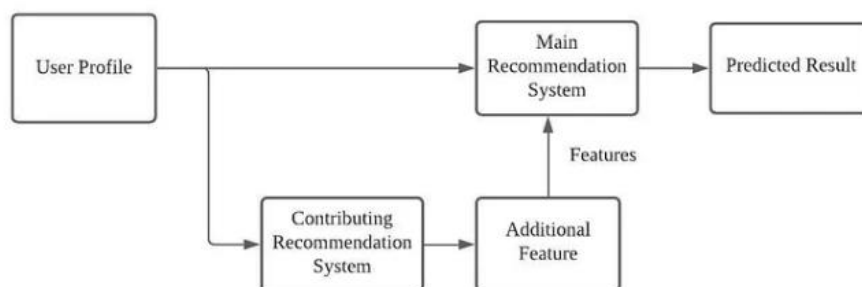 User Profile
Main
Recommendation
System
Predicted Result
Features
Contributing
Recommendation
System
Additional
Feature